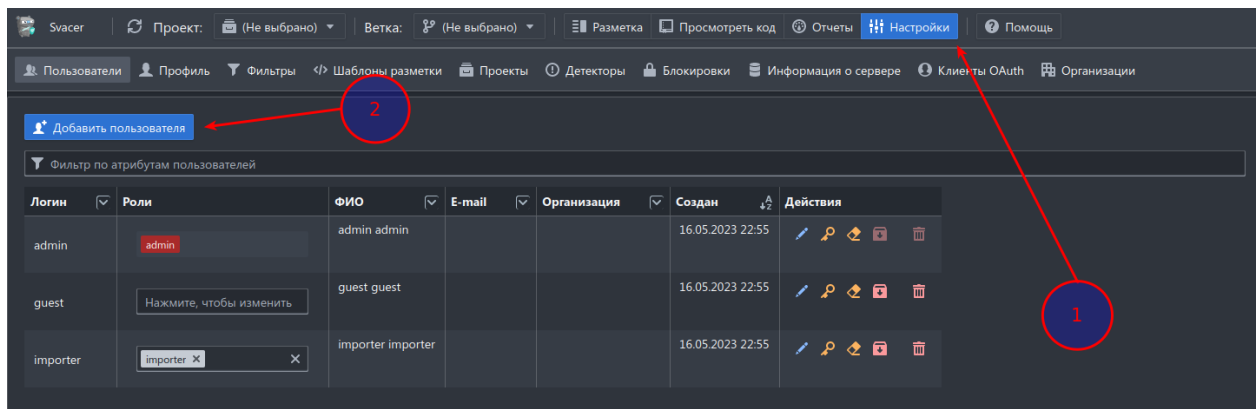 Svacer Проект: (Не выбрано) Ветка: (Не выбрано) Разметка Просмотреть код Отчеты Настройки Помощь
Пользователи Профиль Фильтры Шаблоны разметки Проекты Детекторы Блокировки Информация о сервере Клиенты OAuth Организации
2
Добавить пользователя
Фильтр по атрибутам пользователей
Логин Роли ФИО E-mail Организация Создан Действия
admin admin admin admin 16.05.2023 22:55
guest Нажмите, чтобы изменить guest guest 16.05.2023 22:55
1
importer importer importer importer 16.05.2023 22:55